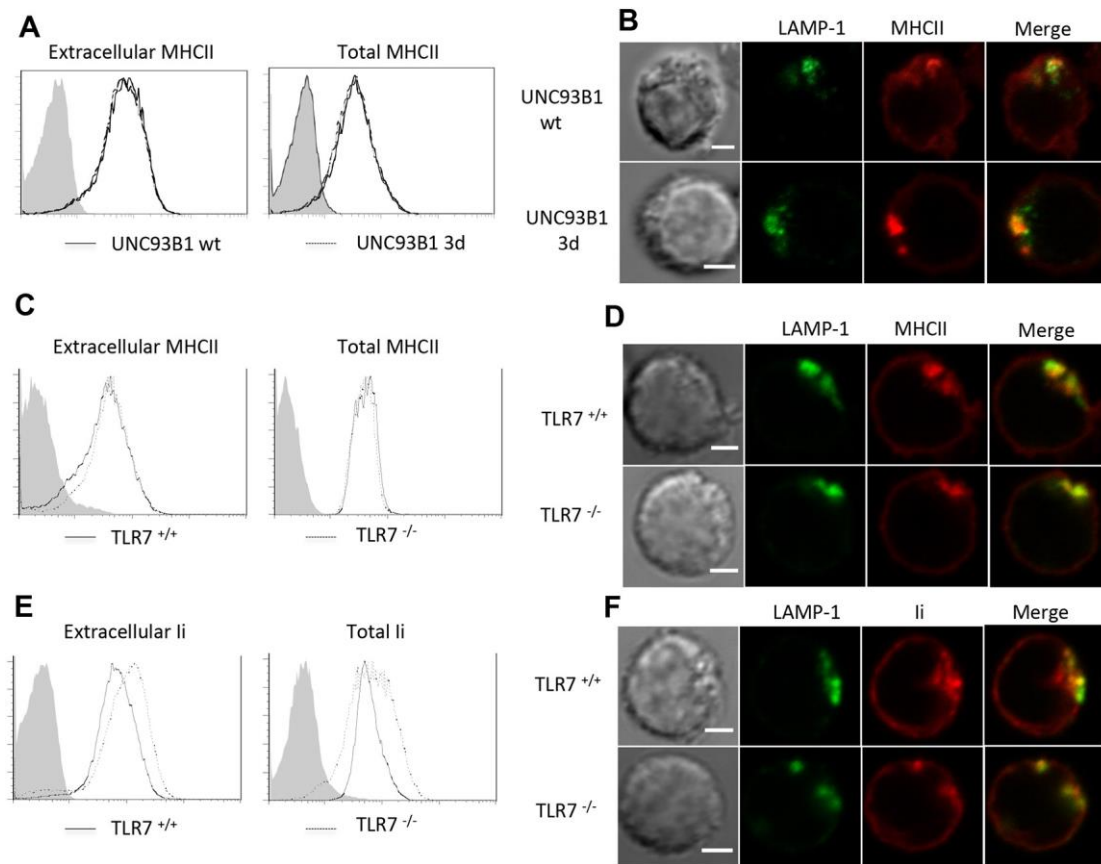 A
Extracellular MHCII Total MHCII
UNC93B1 wt UNC93B1 3d
B
LAMP-1 MHCII Merge
UNC93B1
wt
UNC93B1
3d
C
Extracellular MHCII Total MHCII
TLR7 +/+ TLR7 -/-
D
LAMP-1 MHCII Merge
TLR7 +/+
TLR7 -/-
E
Extracellular Ii Total Ii
TLR7 +/+ TLR7 -/-
F
LAMP-1 Ii Merge
TLR7 +/+
TLR7 -/-